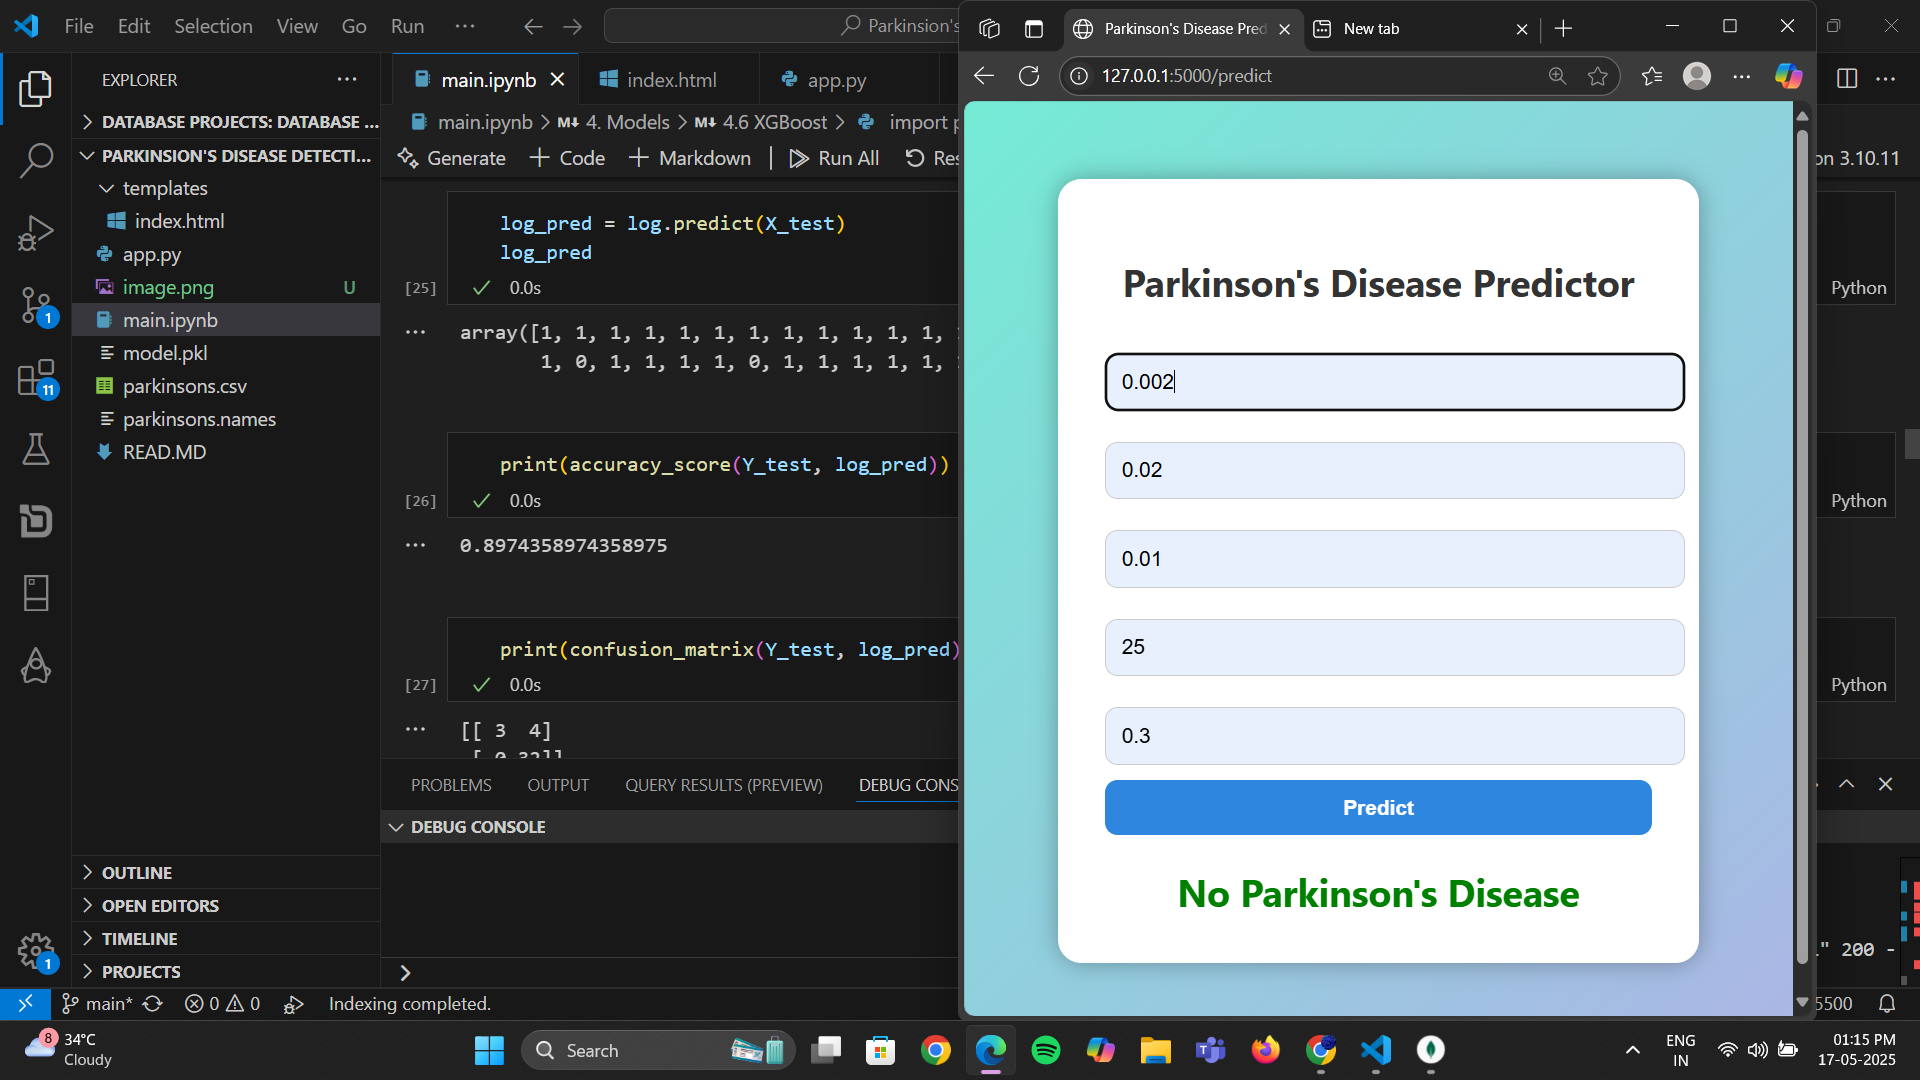 File Edit Selection View Go Run ···
Parkinsion's
EXPLORER
DATABASE PROJECTS: DATABASE ...
PARKINSION'S DISEASE DETECTI...
templates
index.html
app.py
image.png U
main.ipynb
model.pkl
parkinsons.csv
parkinsons.names
READ.MD
OUTLINE
OPEN EDITORS
TIMELINE
PROJECTS
1
11
1
main.ipynb
index.html
app.py
main.ipynb > M↓ 4. Models > M↓ 4.6 XGBoost > import p
Generate + Code + Markdown | Run All Res
on 3.10.11
log_pred = log.predict(X_test)
log_pred
[25] 0.0s
Python
array([1, 1, 1, 1, 1, 1, 1, 1, 1, 1, 1, 1,
1, 0, 1, 1, 1, 1, 0, 1, 1, 1, 1, 1,
print(accuracy_score(Y_test, log_pred))
[26] 0.0s
Python
0.8974358974358975
print(confusion_matrix(Y_test, log_pred)
[27] 0.0s
Python
[[ 3 4]
[ 0 32]]
PROBLEMS OUTPUT QUERY RESULTS (PREVIEW) DEBUG CONS
DEBUG CONSOLE
" 200 -
main* 0 0 Indexing completed.
5500
Parkinson's Disease Pred
New tab
127.0.0.1:5000/predict
Parkinson's Disease Predictor
0.002
0.02
0.01
25
0.3
Predict
No Parkinson's Disease
8
34°C
Cloudy
Search
ENG
IN
01:15 PM
17-05-2025